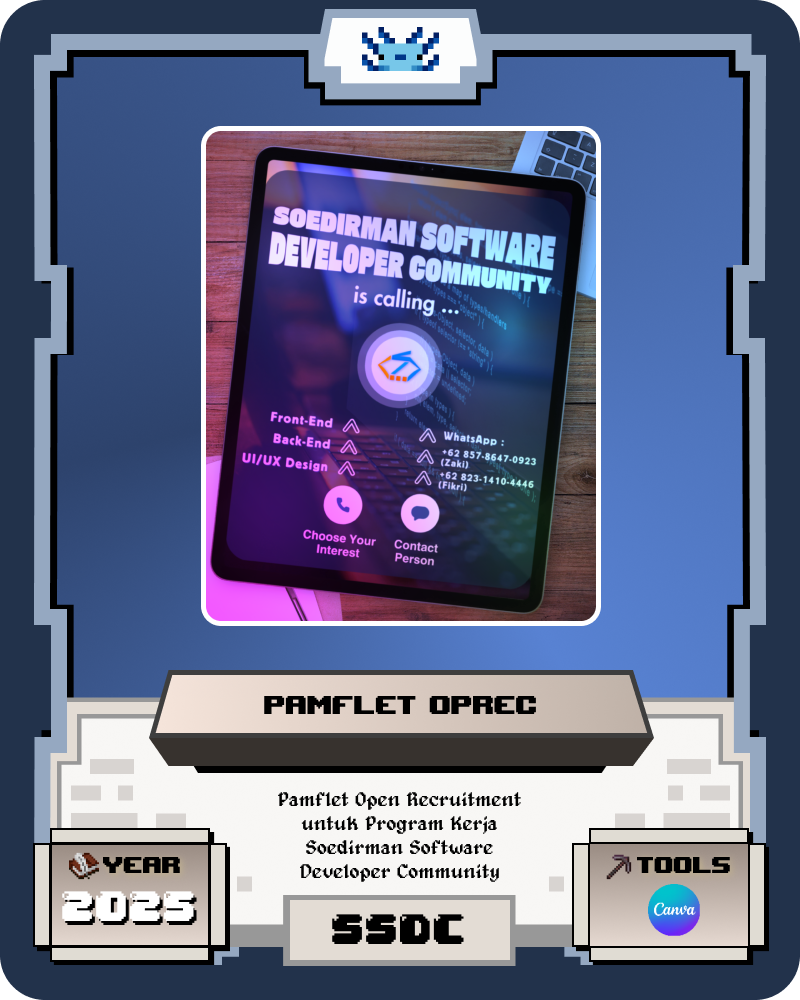 SOEDIRMAN SOFTWARE
DEVELOPER COMMUNITY
is calling ...
Front-End
Back-End
UI/UX Design
WhatsApp :
+62 857-8647-0923
(Zaki)
+62 823-1410-4446
(Fikri)
Choose Your
Interest
Contact
Person
PAMFLET OPREC
Pamflet Open Recruitment
untuk Program Kerja
Soedirman Software
Developer Community
YEAR
2025
SSDC
TOOLS
Canva